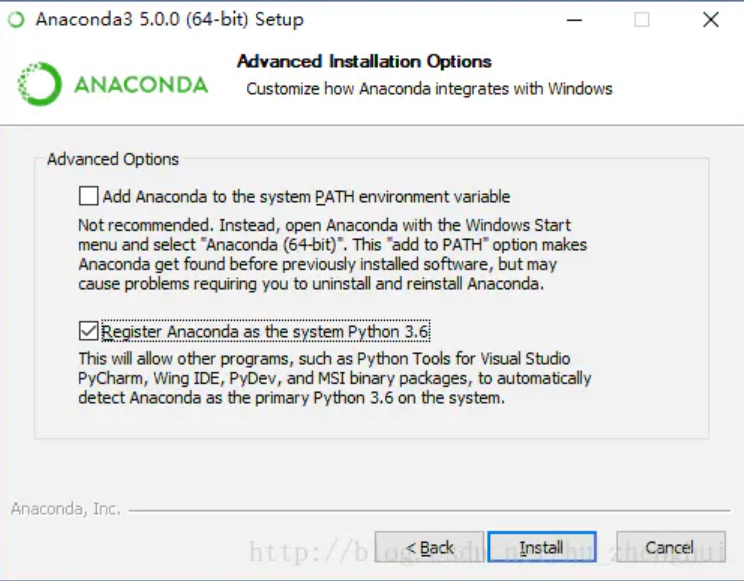 Anaconda3 5.0.0 (64-bit) Setup
ANACONDA
Advanced Installation Options
Customize how Anaconda integrates with Windows
Advanced Options
Add Anaconda to the system PATH environment variable
Not recommended. Instead, open Anaconda with the Windows Start
menu and select "Anaconda (64-bit)". This "add to PATH" option makes
Anaconda get found before previously installed software, but may
cause problems requiring you to uninstall and reinstall Anaconda.
Register Anaconda as the system Python 3.6
This will allow other programs, such as Python Tools for Visual Studio
PyCharm, Wing IDE, PyDev, and MSI binary packages, to automatically
detect Anaconda as the primary Python 3.6 on the system.
Anaconda, Inc.
< Back Install Cancel